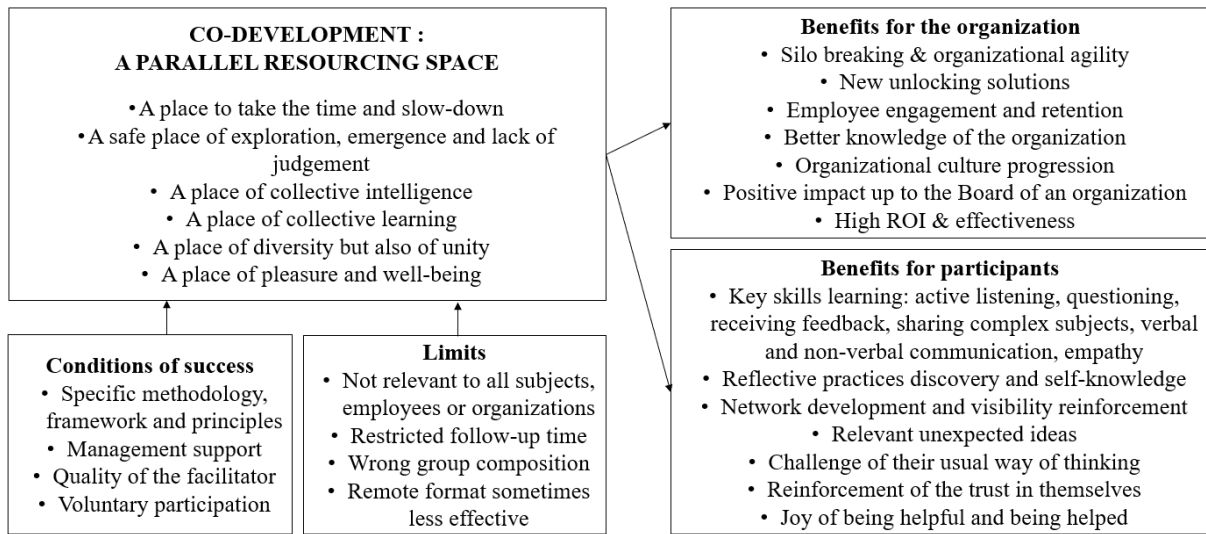 CO-DEVELOPMENT :
A PARALLEL RESOURCING SPACE
• A place to take the time and slow-down
• A safe place of exploration, emergence and lack of
judgement
• A place of collective intelligence
• A place of collective learning
• A place of diversity but also of unity
• A place of pleasure and well-being
Conditions of success
• Specific methodology,
framework and principles
• Management support
• Quality of the facilitator
• Voluntary participation
Limits
• Not relevant to all subjects,
employees or organizations
• Restricted follow-up time
• Wrong group composition
• Remote format sometimes
less effective
Benefits for the organization
• Silo breaking & organizational agility
• New unlocking solutions
• Employee engagement and retention
• Better knowledge of the organization
• Organizational culture progression
• Positive impact up to the Board of an organization
• High ROI & effectiveness
Benefits for participants
• Key skills learning: active listening, questioning,
receiving feedback, sharing complex subjects, verbal
and non-verbal communication, empathy
• Reflective practices discovery and self-knowledge
• Network development and visibility reinforcement
• Relevant unexpected ideas
• Challenge of their usual way of thinking
• Reinforcement of the trust in themselves
• Joy of being helpful and being helped